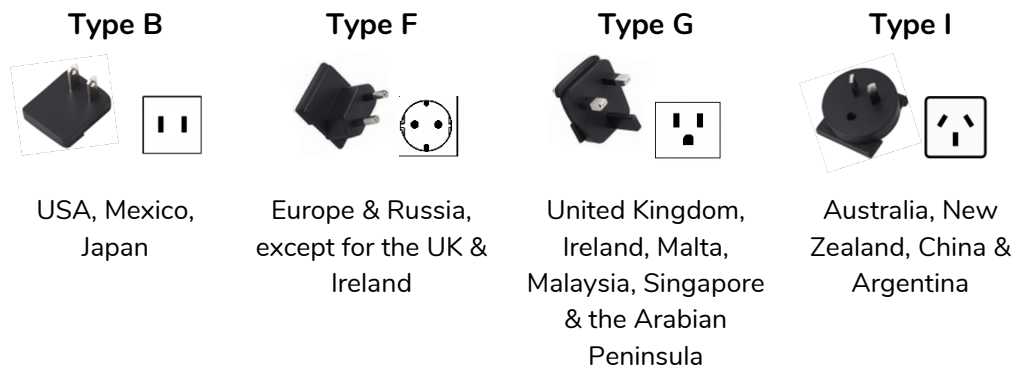 Type B
USA, Mexico,
Japan
Type F
Europe & Russia,
except for the UK &
Ireland
Type G
United Kingdom,
Ireland, Malta,
Malaysia, Singapore
& the Arabian
Peninsula
Type I
Australia, New
Zealand, China &
Argentina